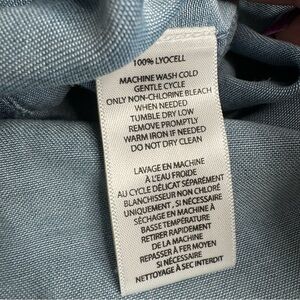 100% LYOCELL
MACHINE WASH COLD
GENTLE CYCLE
ONLY NON-CHLORINE BLEACH
WHEN NEEDED
TUMBLE DRY LOW
REMOVE PROMPTLY
WARM IRON IF NEEDED
DO NOT DRY CLEAN
LAVAGE EN MACHINE
À L'EAU FROIDE
AU CYCLE DÉLICAT SÉPARÉMENT
BLANCHISSEUR NON CHLORÉ
UNIQUEMENT, SI NÉCESSAIRE
SÉCHAGE EN MACHINE À
BASSE TEMPÉRATURE
RETIRER RAPIDEMENT
DE LA MACHINE
REPASSER À FER MOYEN
SI NÉCESSAIRE
NETTOYAGE À SEC INTERDIT